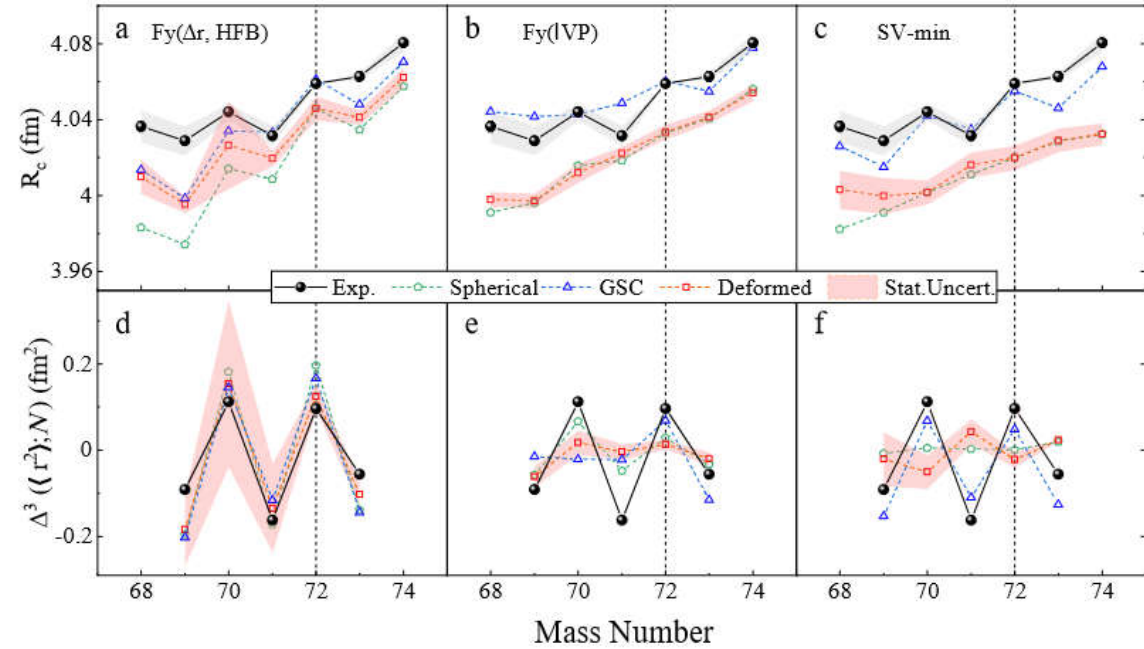 a Fy(Δr, HFB)
b Fy(IVP)
c SV-min
4.08
4.04
4
3.96
R_c (fm)
Exp. Spherical GSC Deformed Stat.Uncert.
d
e
f
0.2
0
-0.2
Δ³ (⟨r²⟩;N) (fm²)
68 70 72 74 68 70 72 74 68 70 72 74
Mass Number